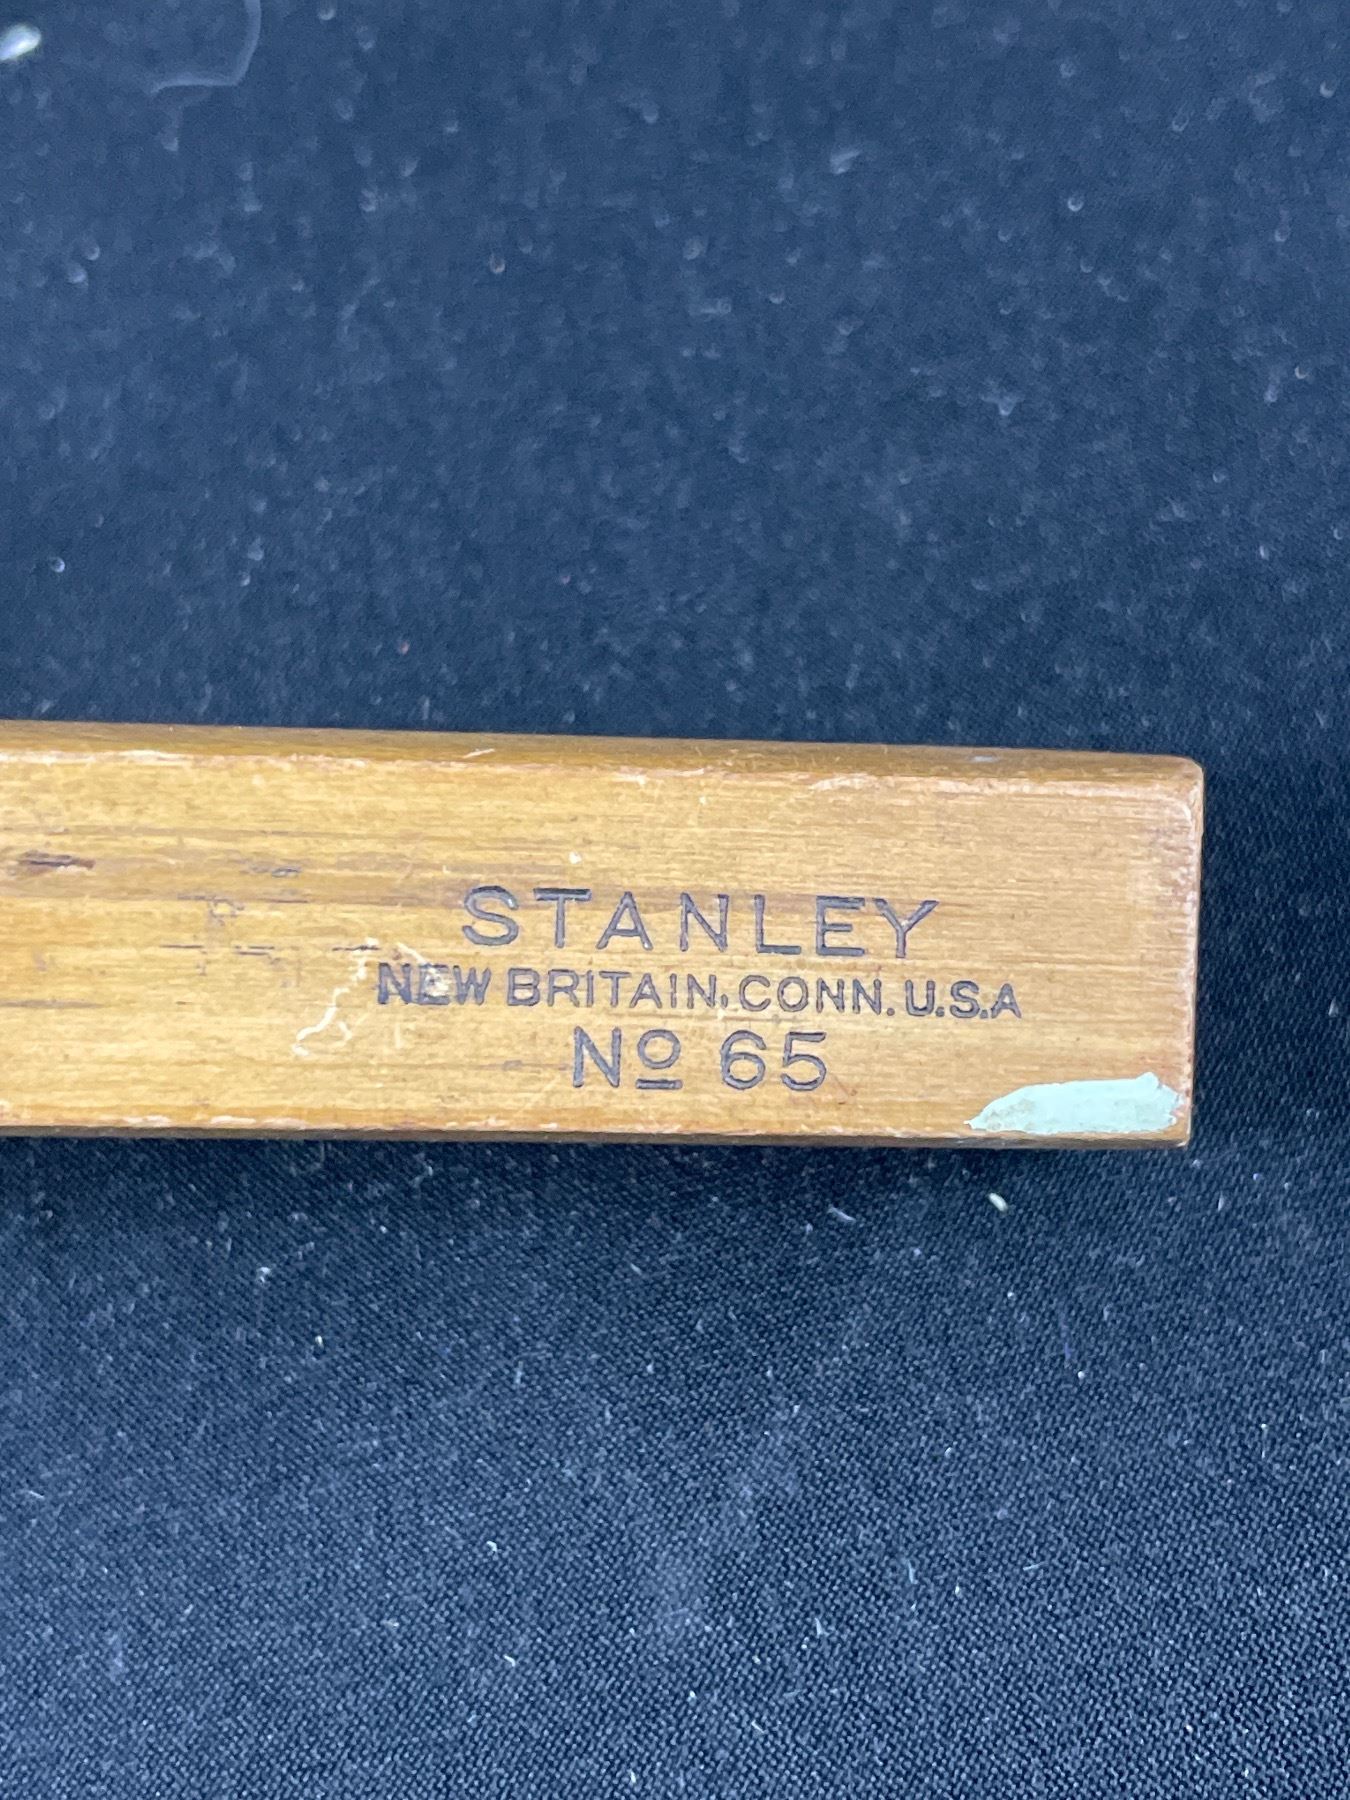 STANLEY
NEW BRITAIN, CONN. U.S.A
Nº 65